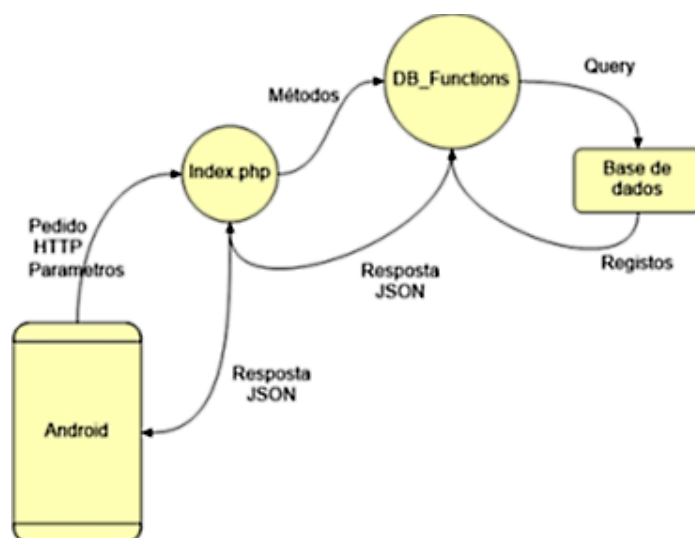 DB_Functions
Query
Métodos
Index.php
Base de
dados
Pedido
HTTP
Parametros
Resposta
JSON
Registos
Resposta
JSON
Android